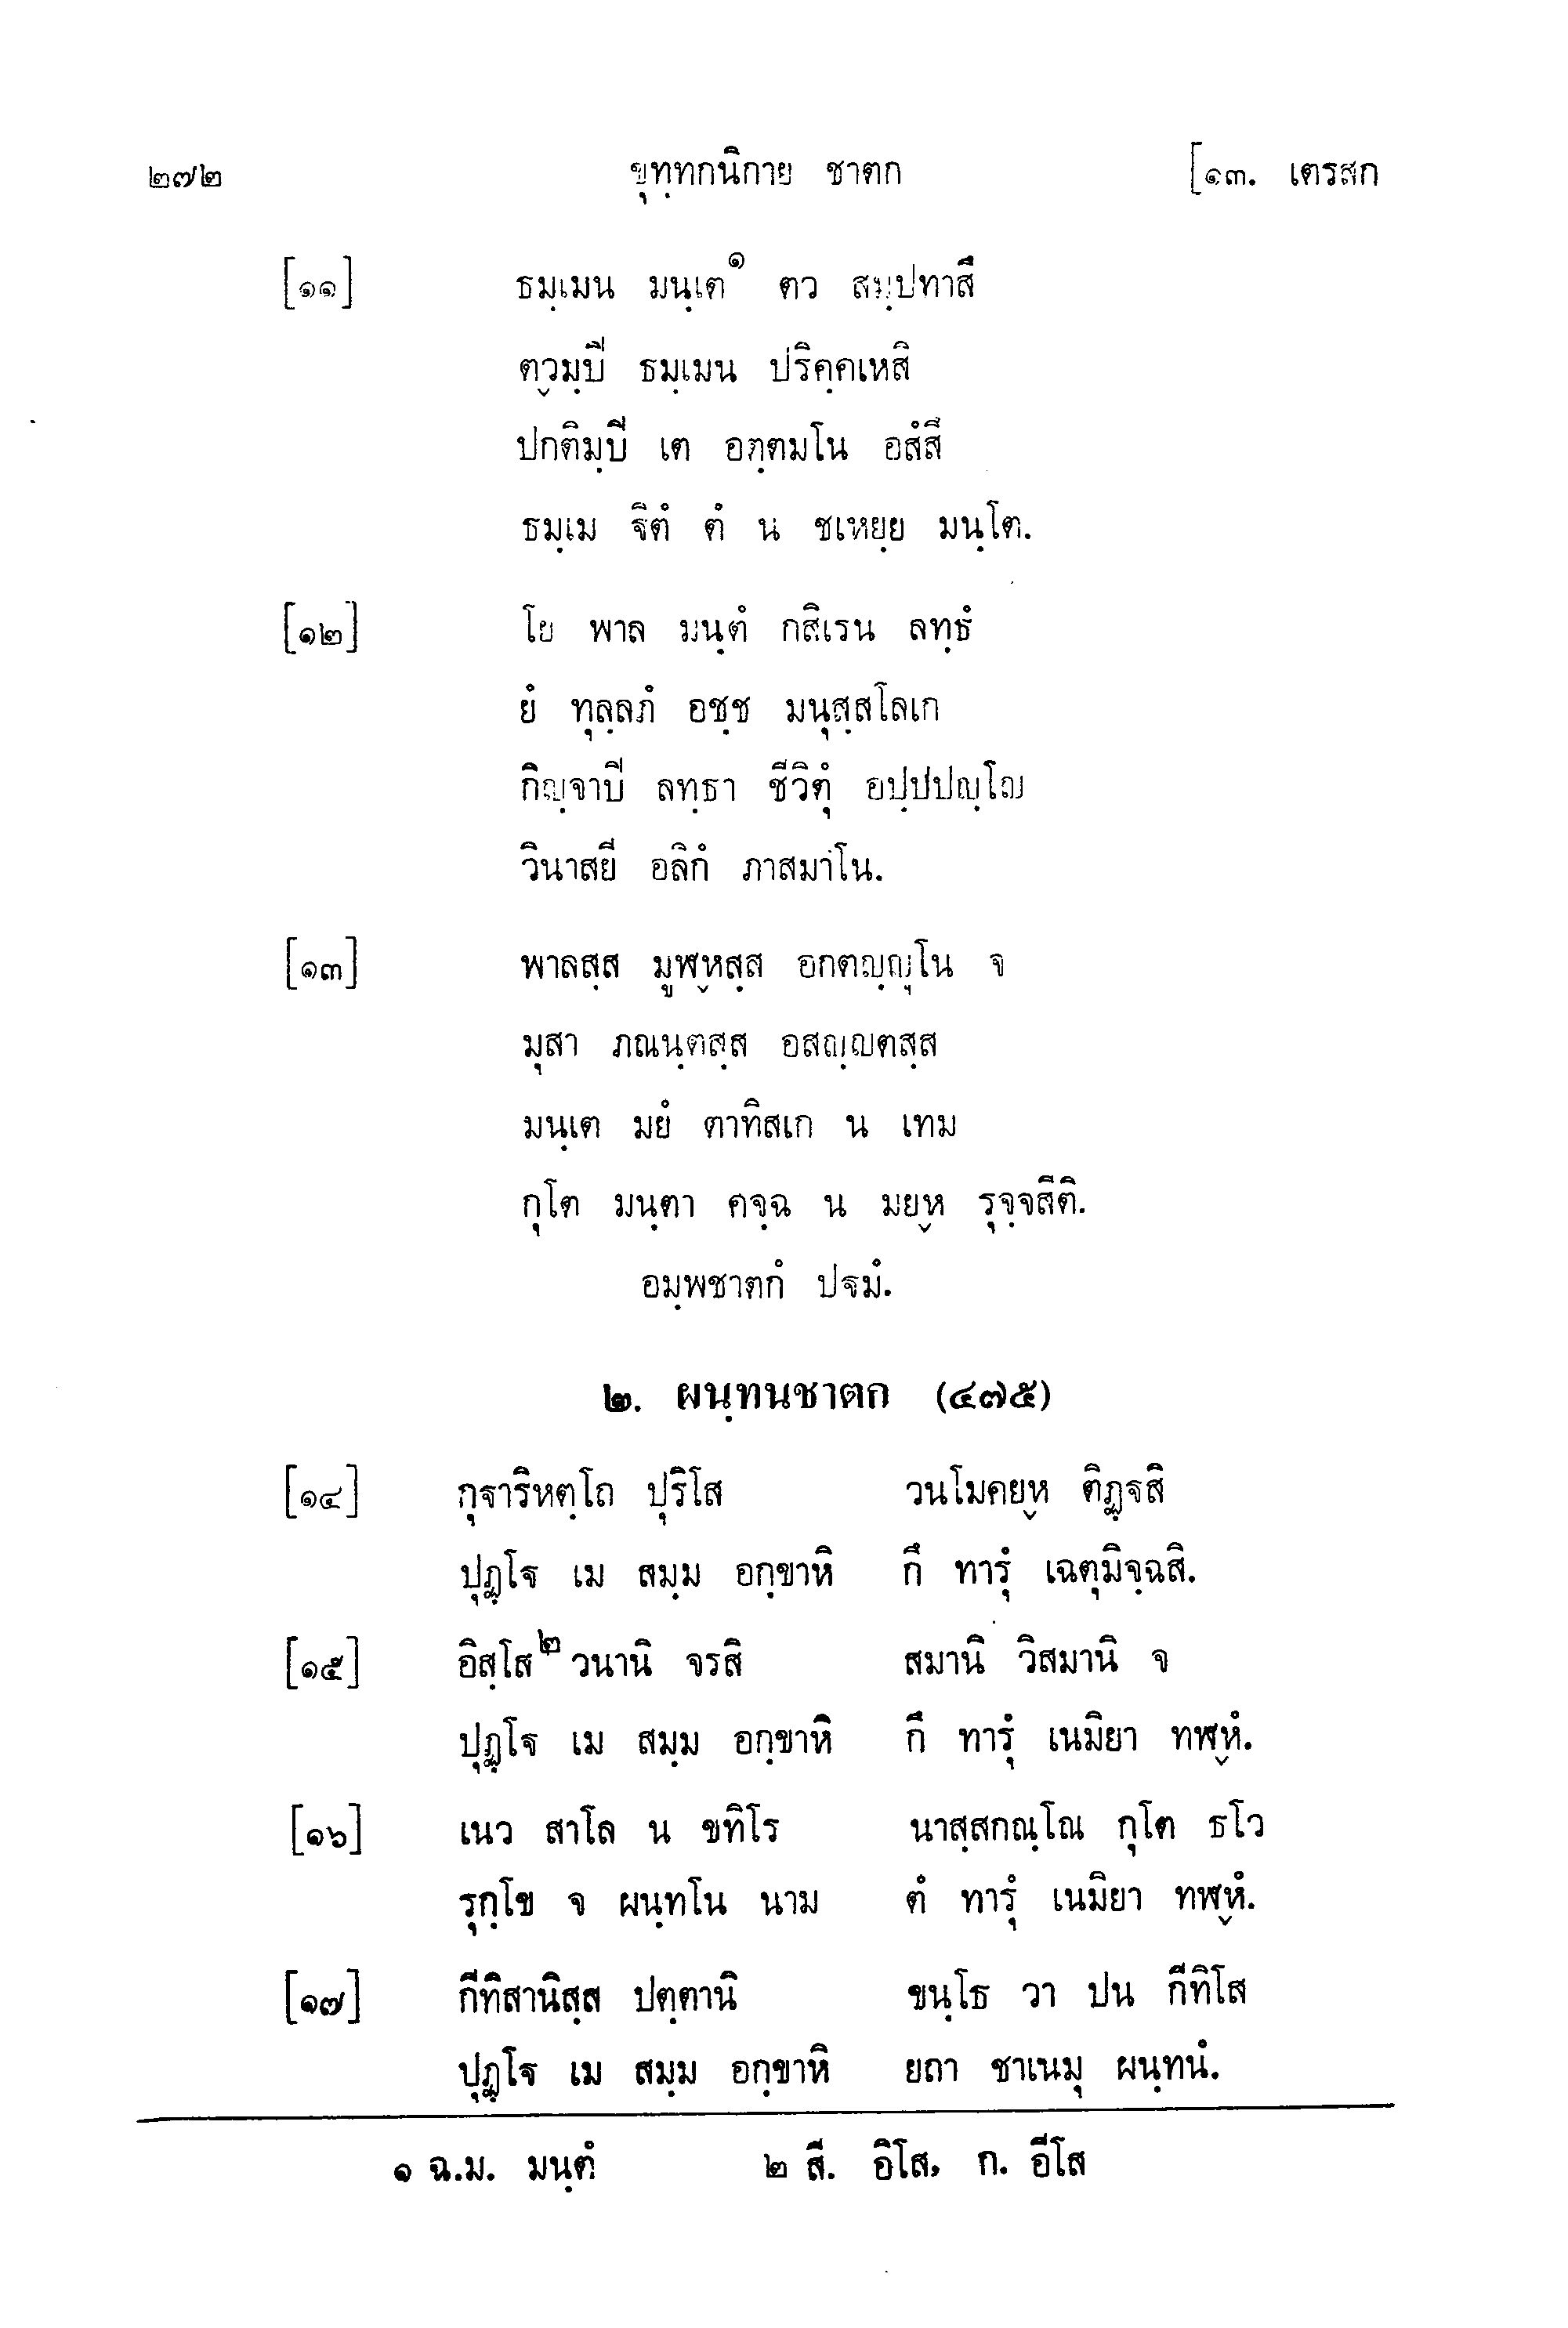 ๒๗๒ ขุทฺทกนิกาย ชาตก [๑๓. เตรสก
[๑๑] ธมฺเมน มนฺเต๑ ตว สมฺปทาสึ
ตฺวมฺปิ ธมฺเมน ปริคฺคเหสิ
ปกติมฺปิ เต อตฺตมโน อสํสึ
ธมฺเม ฐิตํ ตํ น ชเหยฺย มนฺโต.
[๑๒] โย พาล มนฺตํ กสิเรน ลทฺธํ
ยํ ทุลฺลภํ อชฺช มนุสฺสโลเก
กิญฺจาปิ ลทฺธา ชีวิตุํ อปฺปปญฺโญ
วินาสยี อลิกํ ภาสมาโน.
[๑๓] พาลสฺส มูฬฺหสฺส อกตญฺญุโน จ
มุสา ภณนฺตสฺส อสญฺญตสฺส
มนฺเต มยํ ตาทิสเก น เทม
กุโต มนฺตา คจฺฉ น มยฺห รุจฺจสีติ.
อมฺพชาตกํ ปฐมํ.
๒. ผนฺทนชาตก (๔๗๕)
[๑๔] กุฐาริหตฺโถ ปุริโส วนโมคยฺห ติฏฺฐสิ
ปุฏฺโฐ เม สมฺม อกฺขาหิ กึ ทารุํ เฉตุมิจฺฉสิ.
[๑๕] อิสฺโส๒ วนานิ จรสิ สมานิ วิสมานิ จ
ปุฏฺโฐ เม สมฺม อกฺขาหิ กึ ทารุํ เนมิยา ทฬฺหํ.
[๑๖] เนว สาโล น ขทิโร นาสฺสกณฺโณ กุโต ธโว
รุกฺโข จ ผนฺทโน นาม ตํ ทารุํ เนมิยา ทฬฺหํ.
[๑๗] กีทิสานิสฺส ปตฺตานิ ขนฺโธ วา ปน กีทิโส
ปุฏฺโฐ เม สมฺม อกฺขาหิ ยถา ชาเนมุ ผนฺทนํ.
๑ ฉ.ม. มนฺตํ ๒ สี. อิโส, ก. อีโส